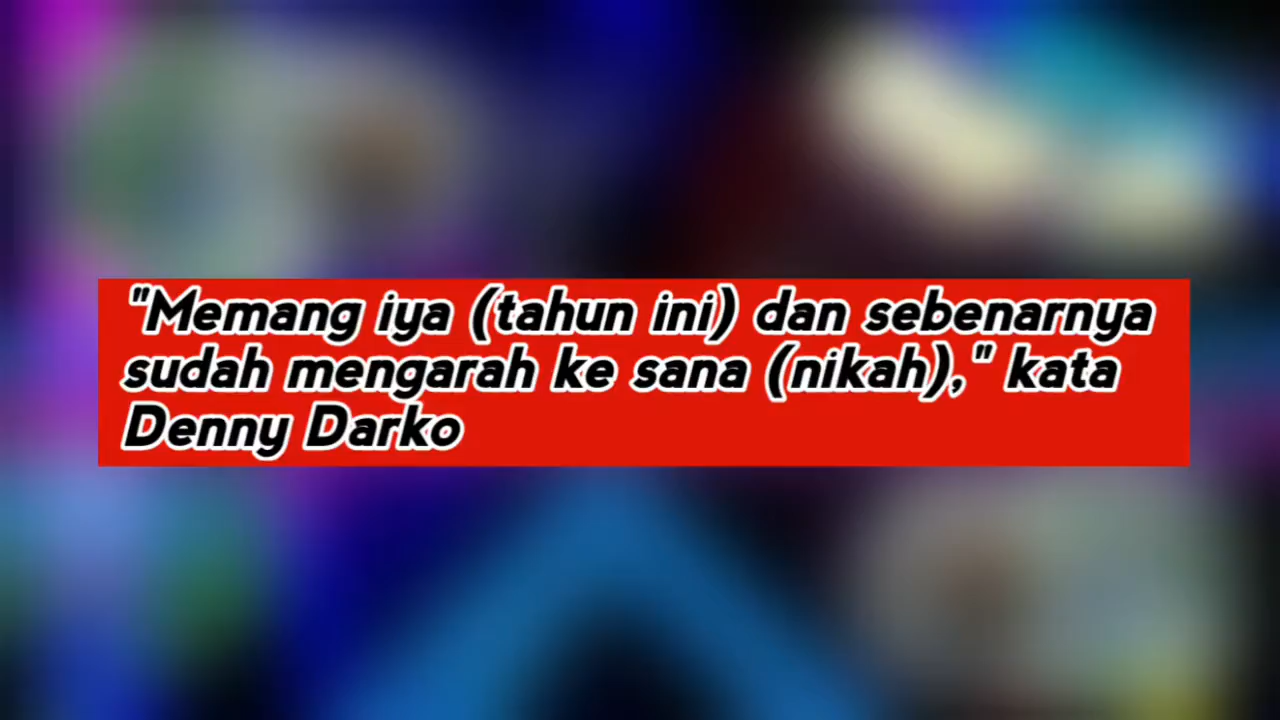 "Memang iya (tahun ini) dan sebenarnya
sudah mengarah ke sana (nikah)," kata
Denny Darko